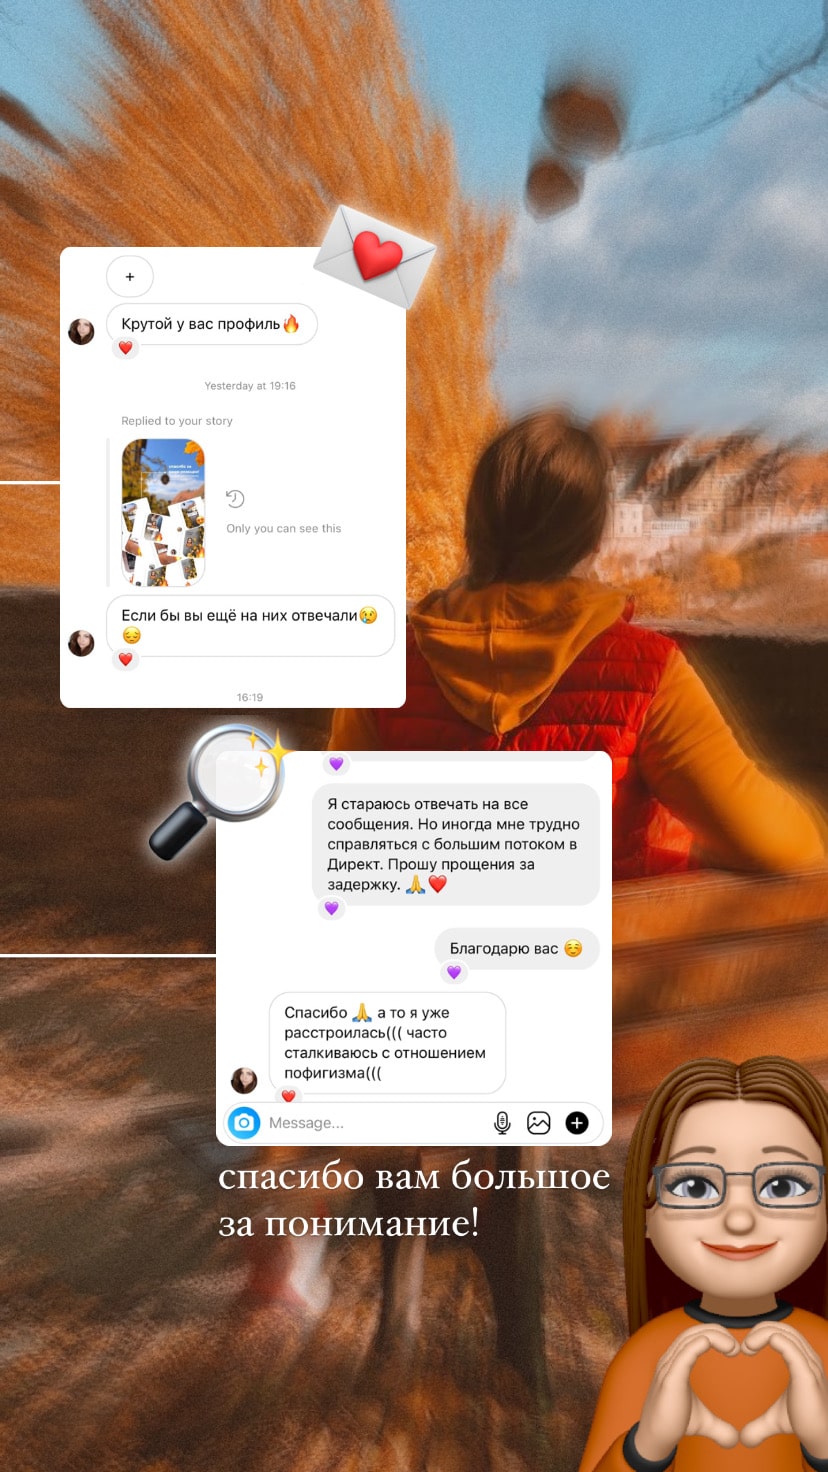 +
Крутой у вас профиль🔥
Yesterday at 19:16
Replied to your story
Only you can see this
Если бы вы ещё на них отвечали😢
😔
16:19
Я стараюсь отвечать на все
сообщения. Но иногда мне трудно
справляться с большим потоком в
Директ. Прошу прощения за
задержку. 🙏❤️
Благодарю вас ☺️
Спасибо 🙏 а то я уже
расстроилась((( часто
сталкиваюсь с отношением
пофигизма(((
Message...
спасибо вам большое
за понимание!